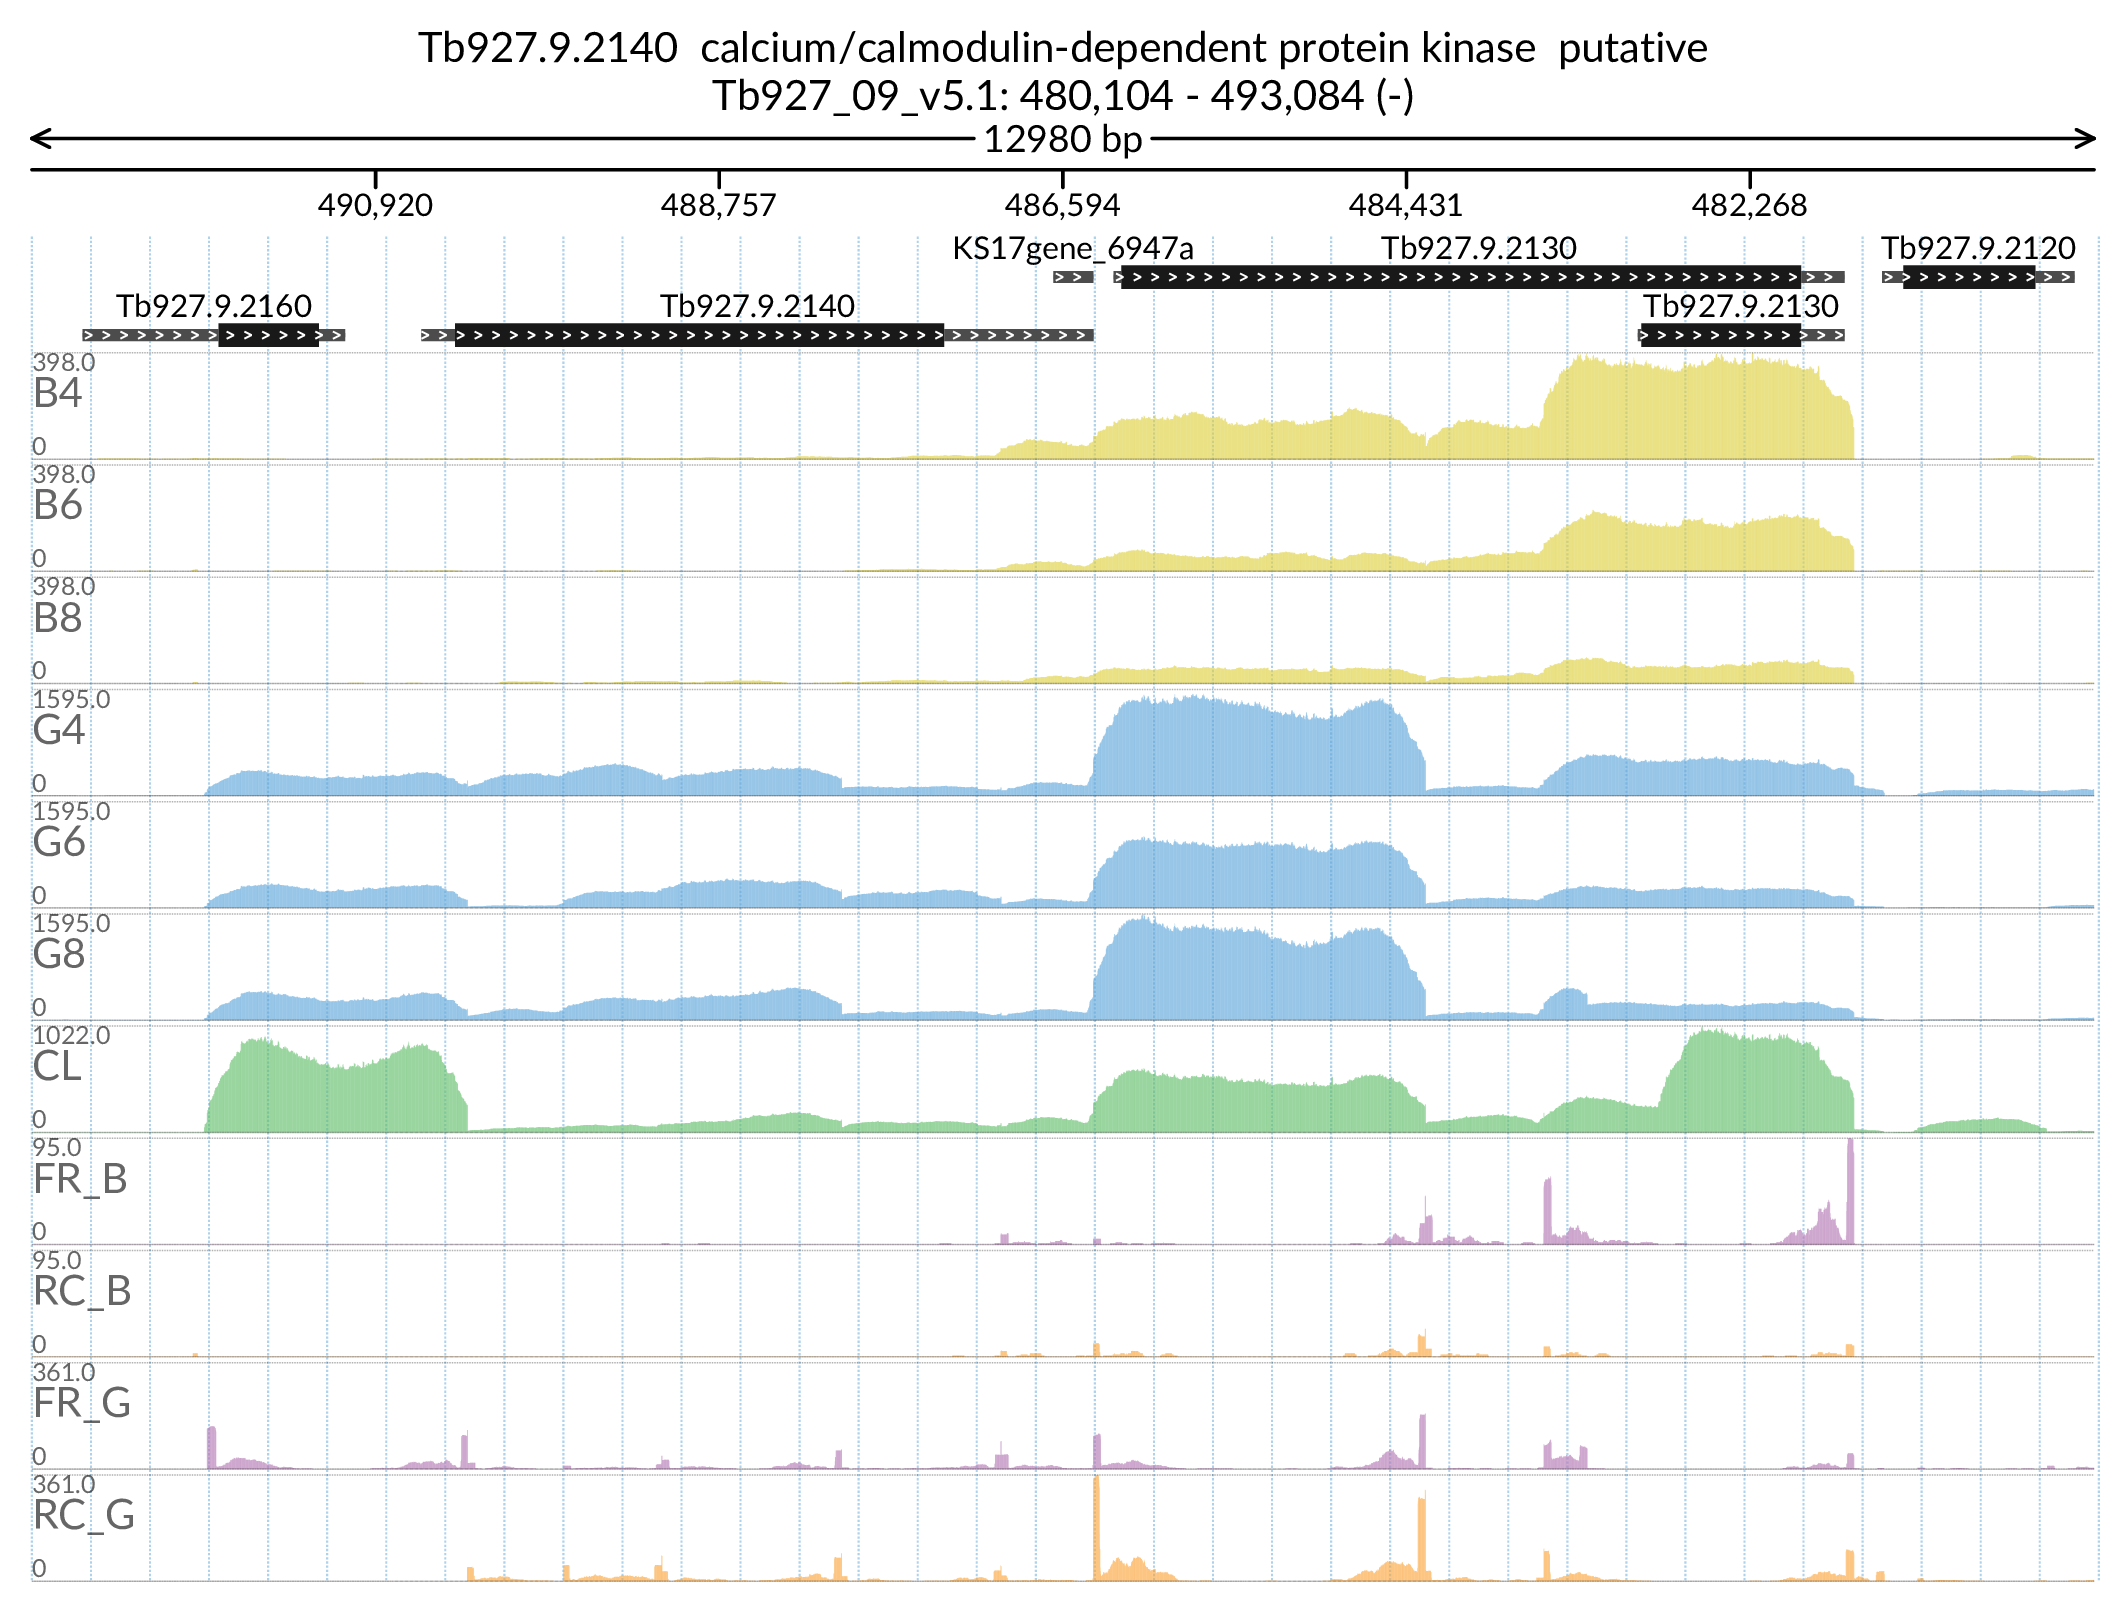 Tb927.9.2140  calcium/calmodulin-dependent protein kinase  putative
Tb927_09_v5.1: 480,104 - 493,084 (-)
12980 bp
490,920 488,757 486,594 484,431 482,268
KS17gene_6947a Tb927.9.2130 Tb927.9.2120
Tb927.9.2160 Tb927.9.2140 Tb927.9.2130
398.0
B4
0
398.0
B6
0
398.0
B8
0
1595.0
G4
0
1595.0
G6
0
1595.0
G8
0
1022.0
CL
0
95.0
FR_B
0
95.0
RC_B
0
361.0
FR_G
0
361.0
RC_G
0